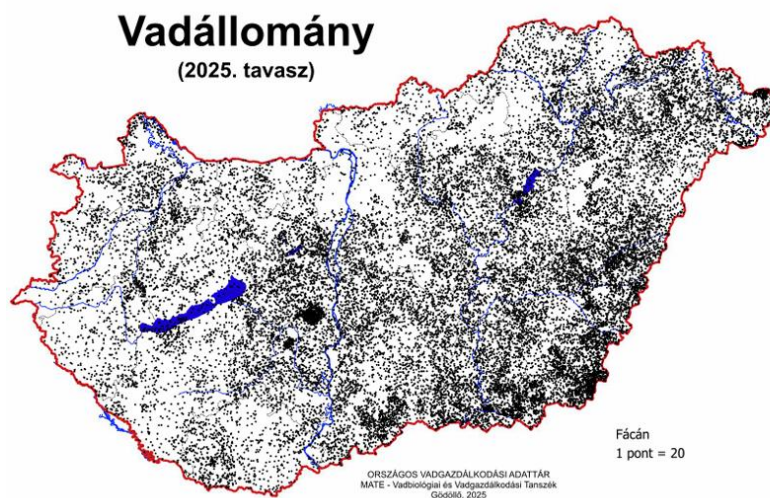 Vadállomány
(2025. tavasz)
Fácán
1 pont = 20
ORSZÁGOS VADGAZDÁLKODÁSI ADATTÁR
MATE - Vadbiológiai és Vadgazdálkodási Tanszék
Gödöllő, 2025